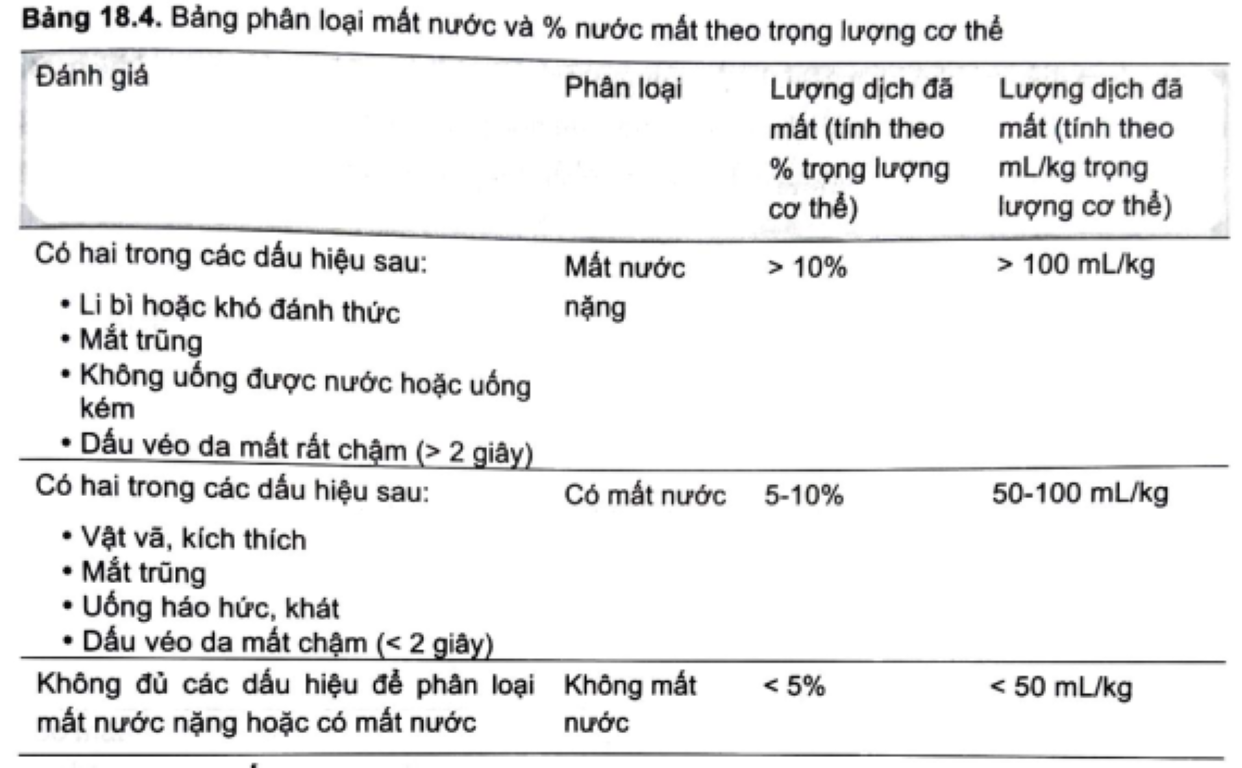 Bảng 18.4. Bảng phân loại mất nước và % nước mất theo trọng lượng cơ thể
Đánh giá
Phân loại
Lượng dịch đã
mất (tính theo
% trọng lượng
cơ thể)
Lượng dịch đã
mất (tính theo
mL/kg trọng
lượng cơ thể)
Có hai trong các dấu hiệu sau:
• Li bì hoặc khó đánh thức
• Mắt trũng
• Không uống được nước hoặc uống
kém
• Dấu véo da mất rất chậm (> 2 giây)
Mất nước
nặng
> 10%
> 100 mL/kg
Có hai trong các dấu hiệu sau:
• Vật vã, kích thích
• Mắt trũng
• Uống háo hức, khát
• Dấu véo da mất chậm (< 2 giây)
Có mất nước
5-10%
50-100 mL/kg
Không đủ các dấu hiệu để phân loại
mất nước nặng hoặc có mất nước
Không mất
nước
< 5%
< 50 mL/kg